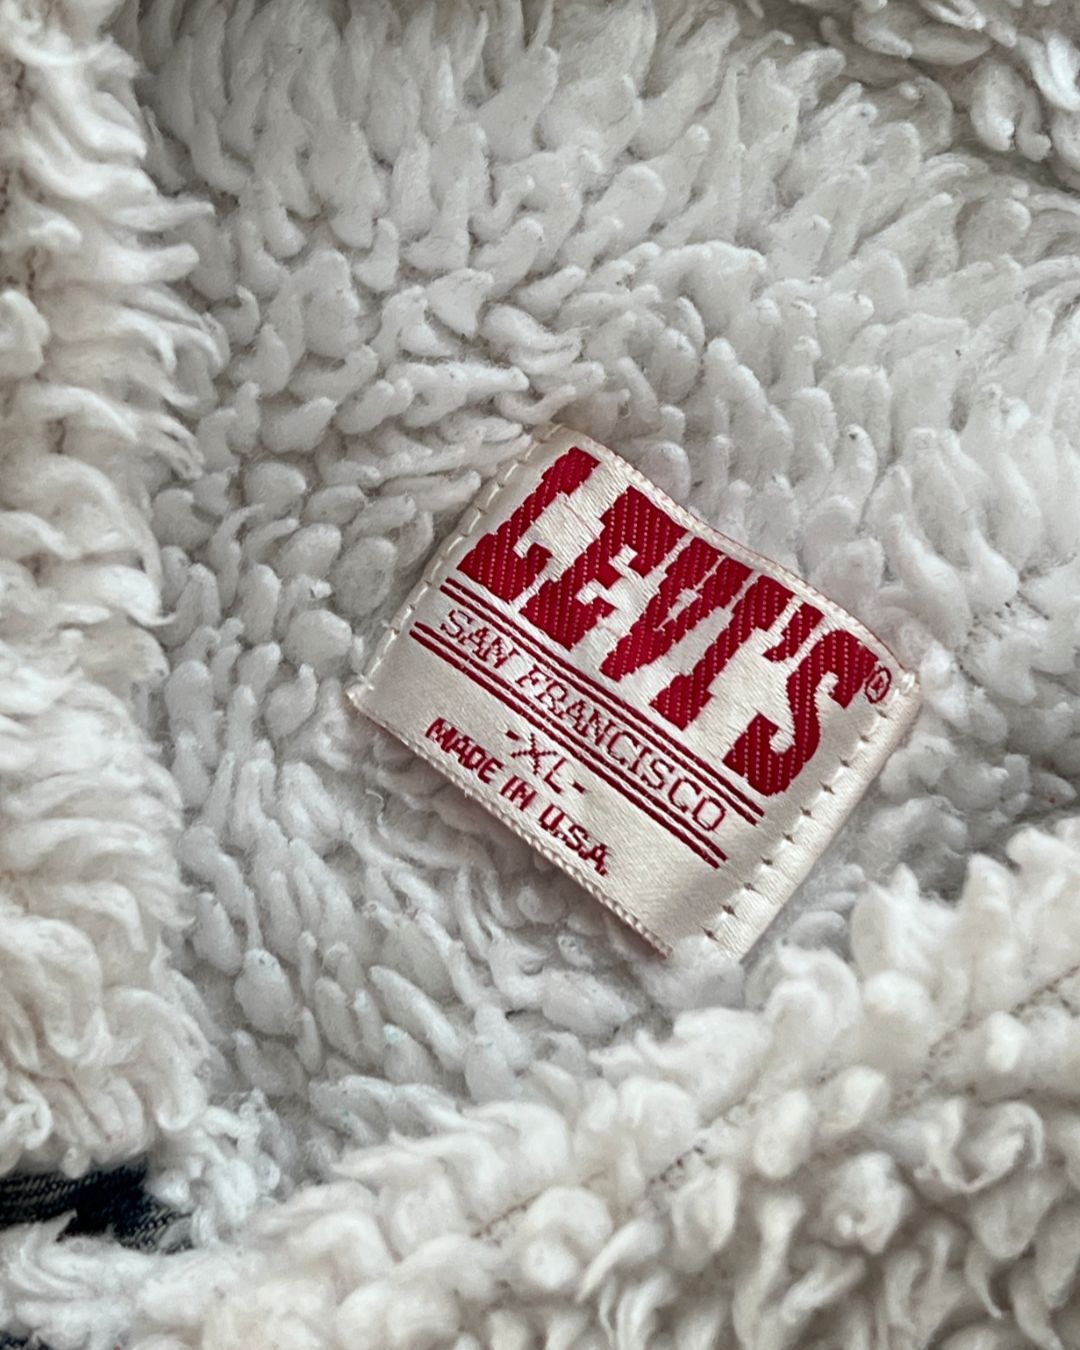 LEVI'S®
SAN FRANCISCO
-XL-
MADE IN U.S.A.